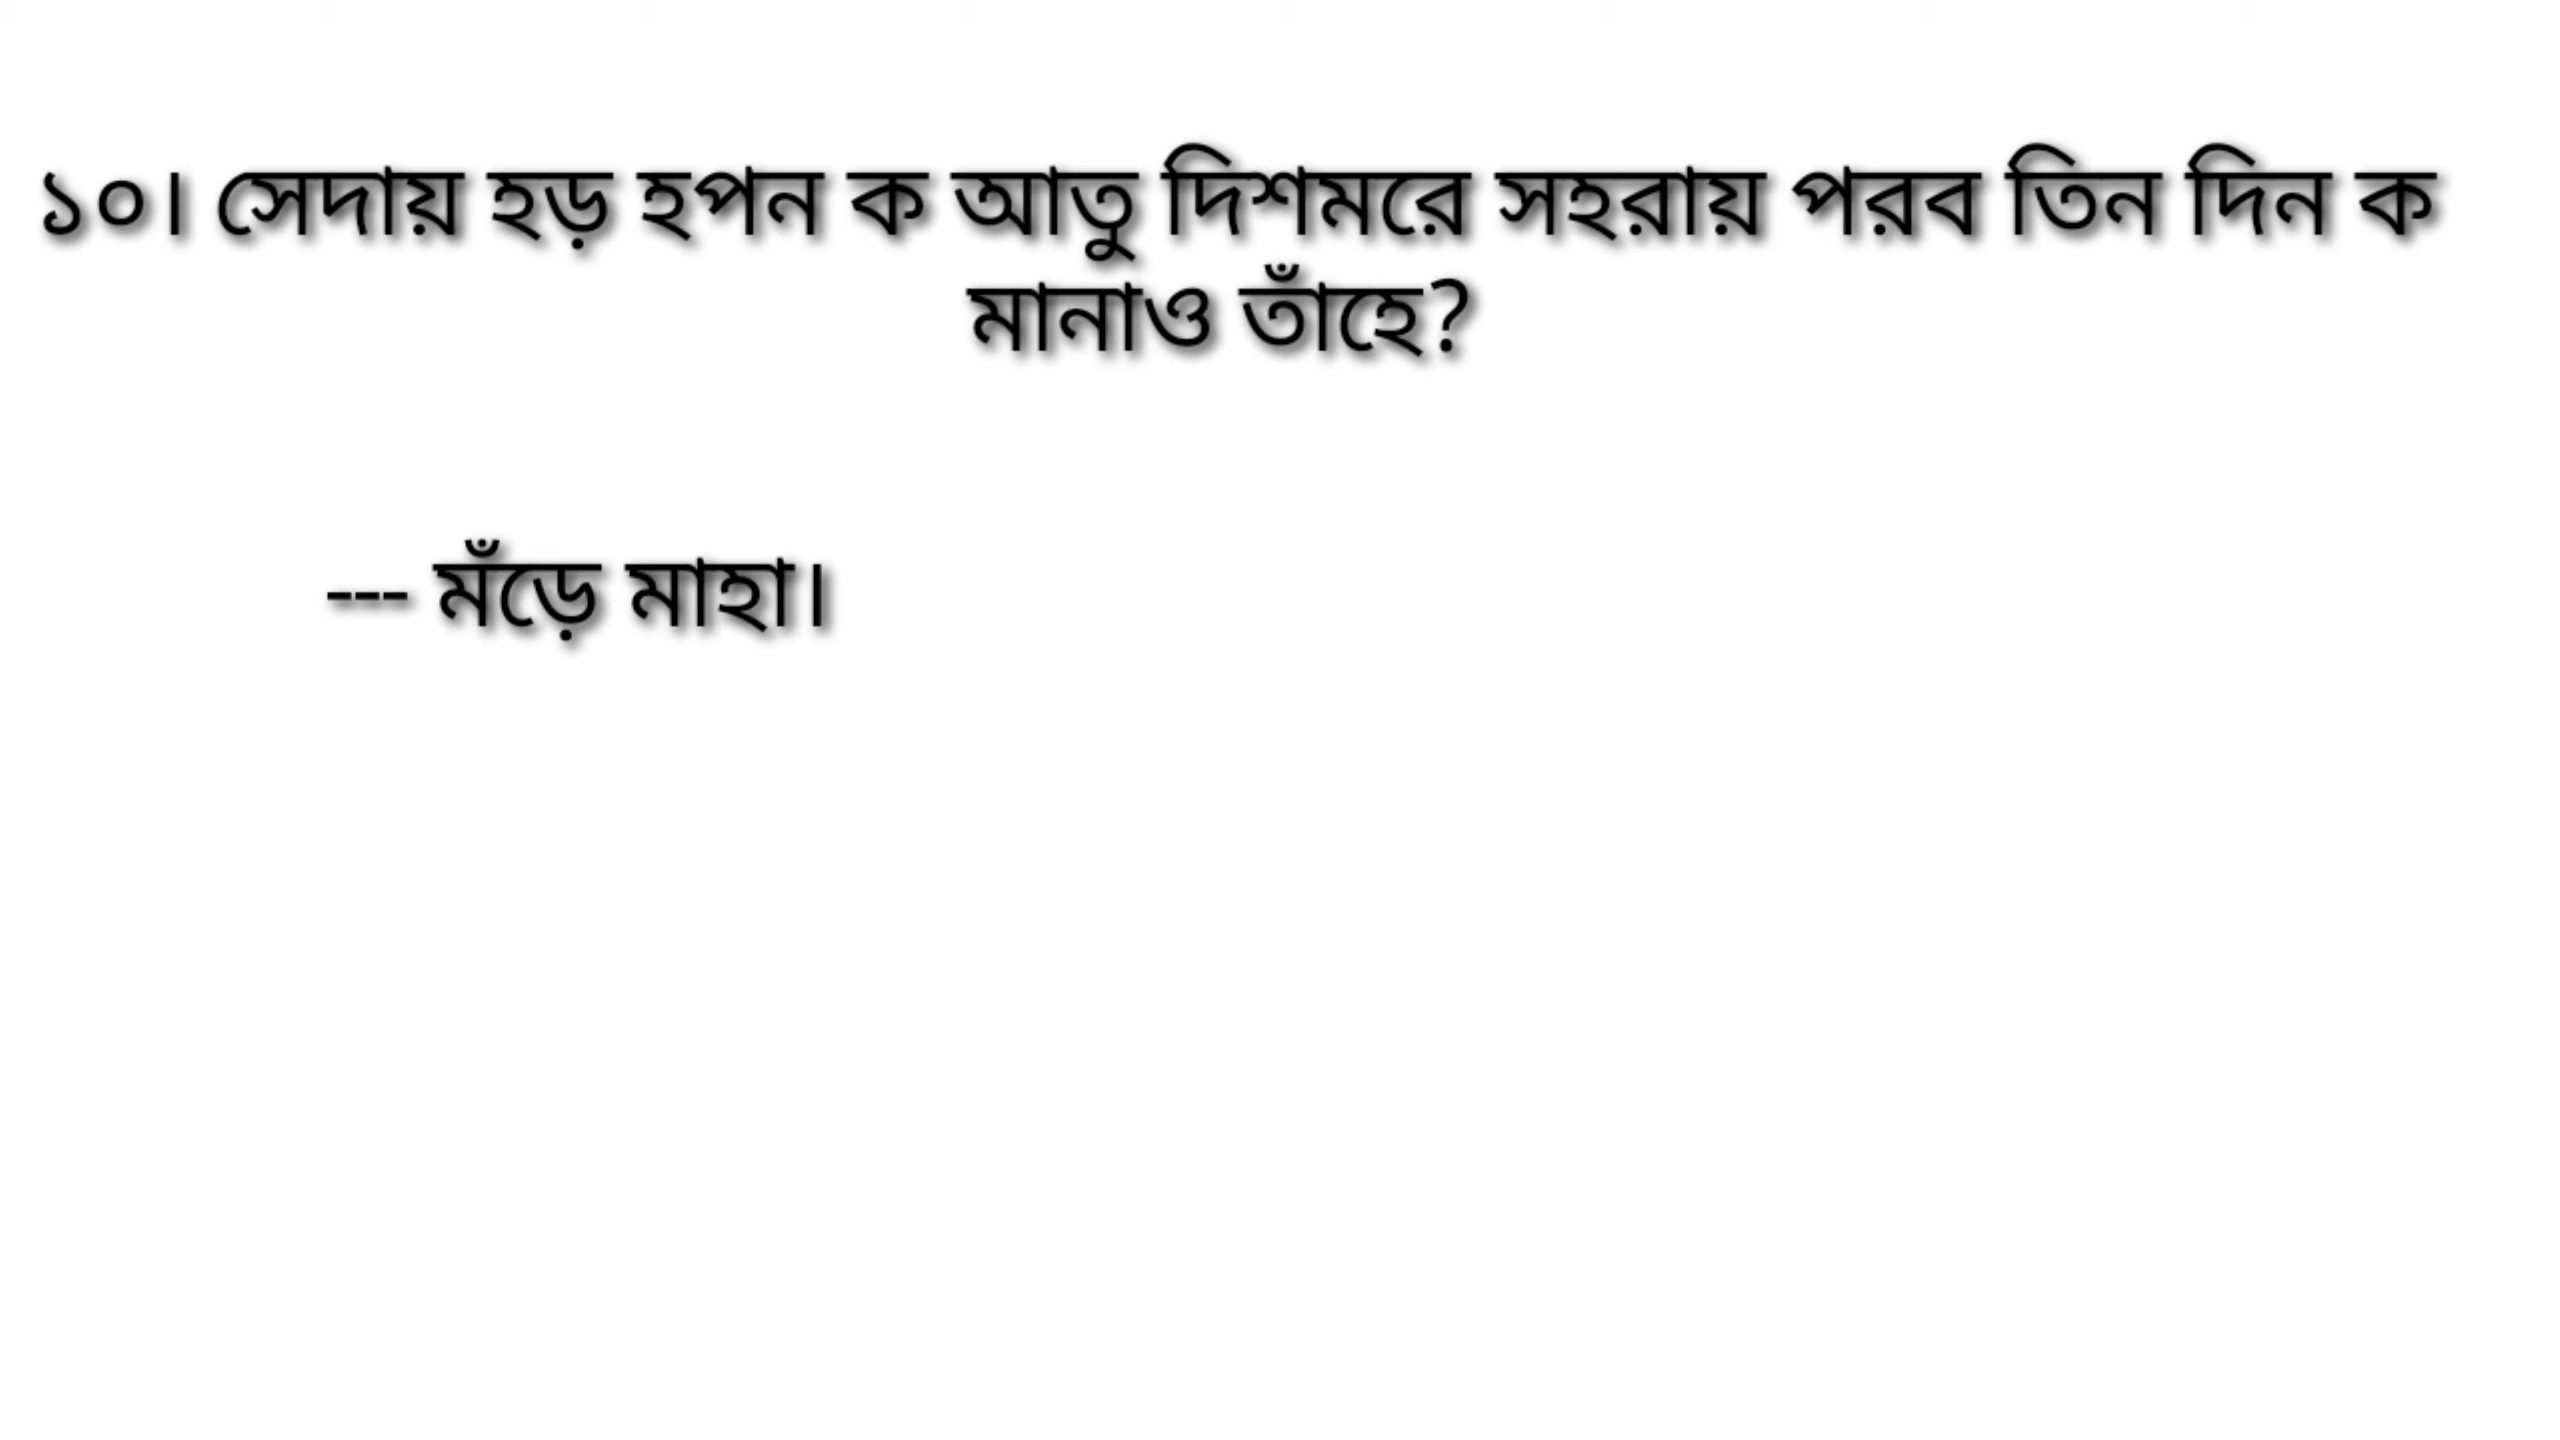 ১০। সেদায় হড় হপন ক আতু দিশমরে সহরায় পরব তিন দিন ক
মানাও তাঁহে?
--- মঁড়ে মাহা।